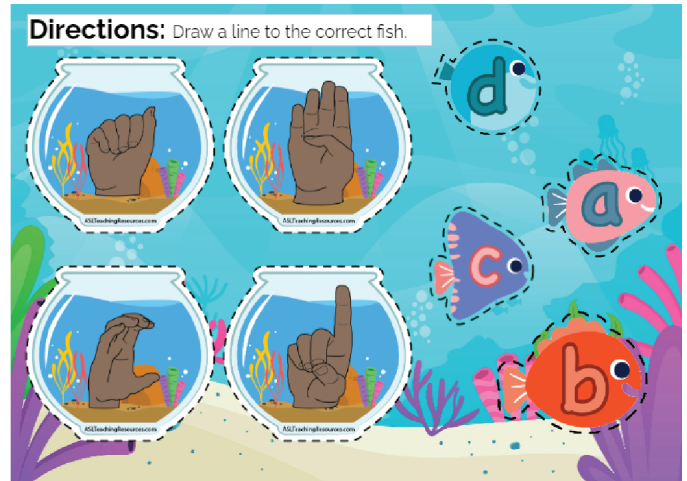 Directions: Draw a line to the correct fish.
d
a
c
b
ASLTeachingResources.com
ASLTeachingResources.com
ASLTeachingResources.com
ASLTeachingResources.com